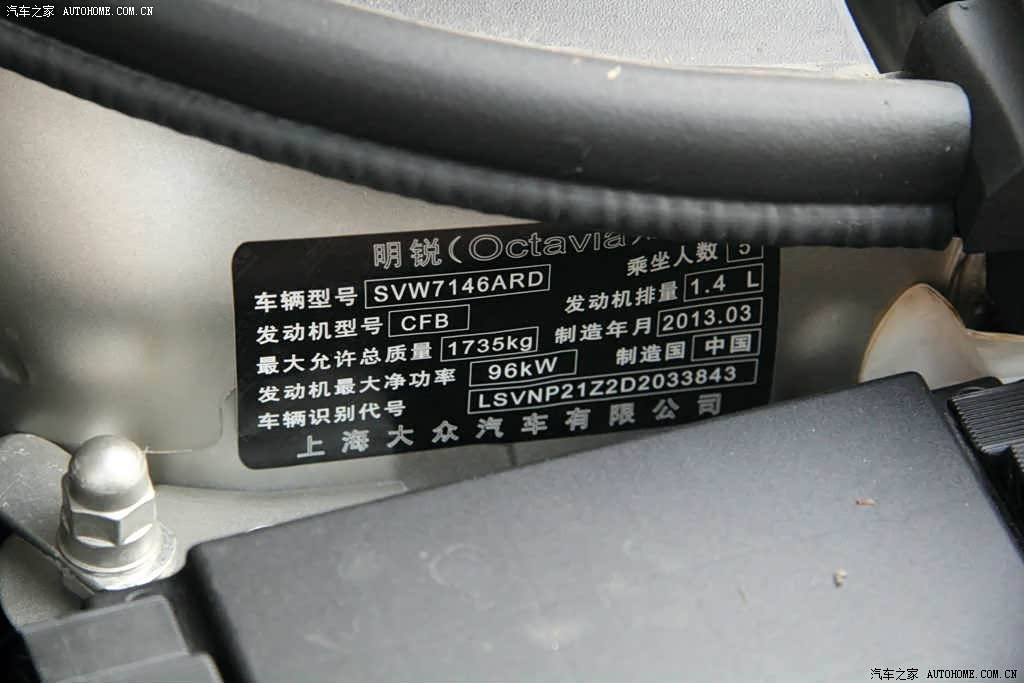 汽车之家 AUTOHOME.COM.CN
明锐(Octavia
乘坐人数 5
车辆型号 SVW7146ARD
发动机排量 1.4 L
发动机型号 CFB
制造年月 2013.03
最大允许总质量 1735kg
制造国 中国
发动机最大净功率 96kW
车辆识别代号 LSVNP21Z2D2033843
上海大众汽车有限公司
汽车之家 AUTOHOME.COM.CN